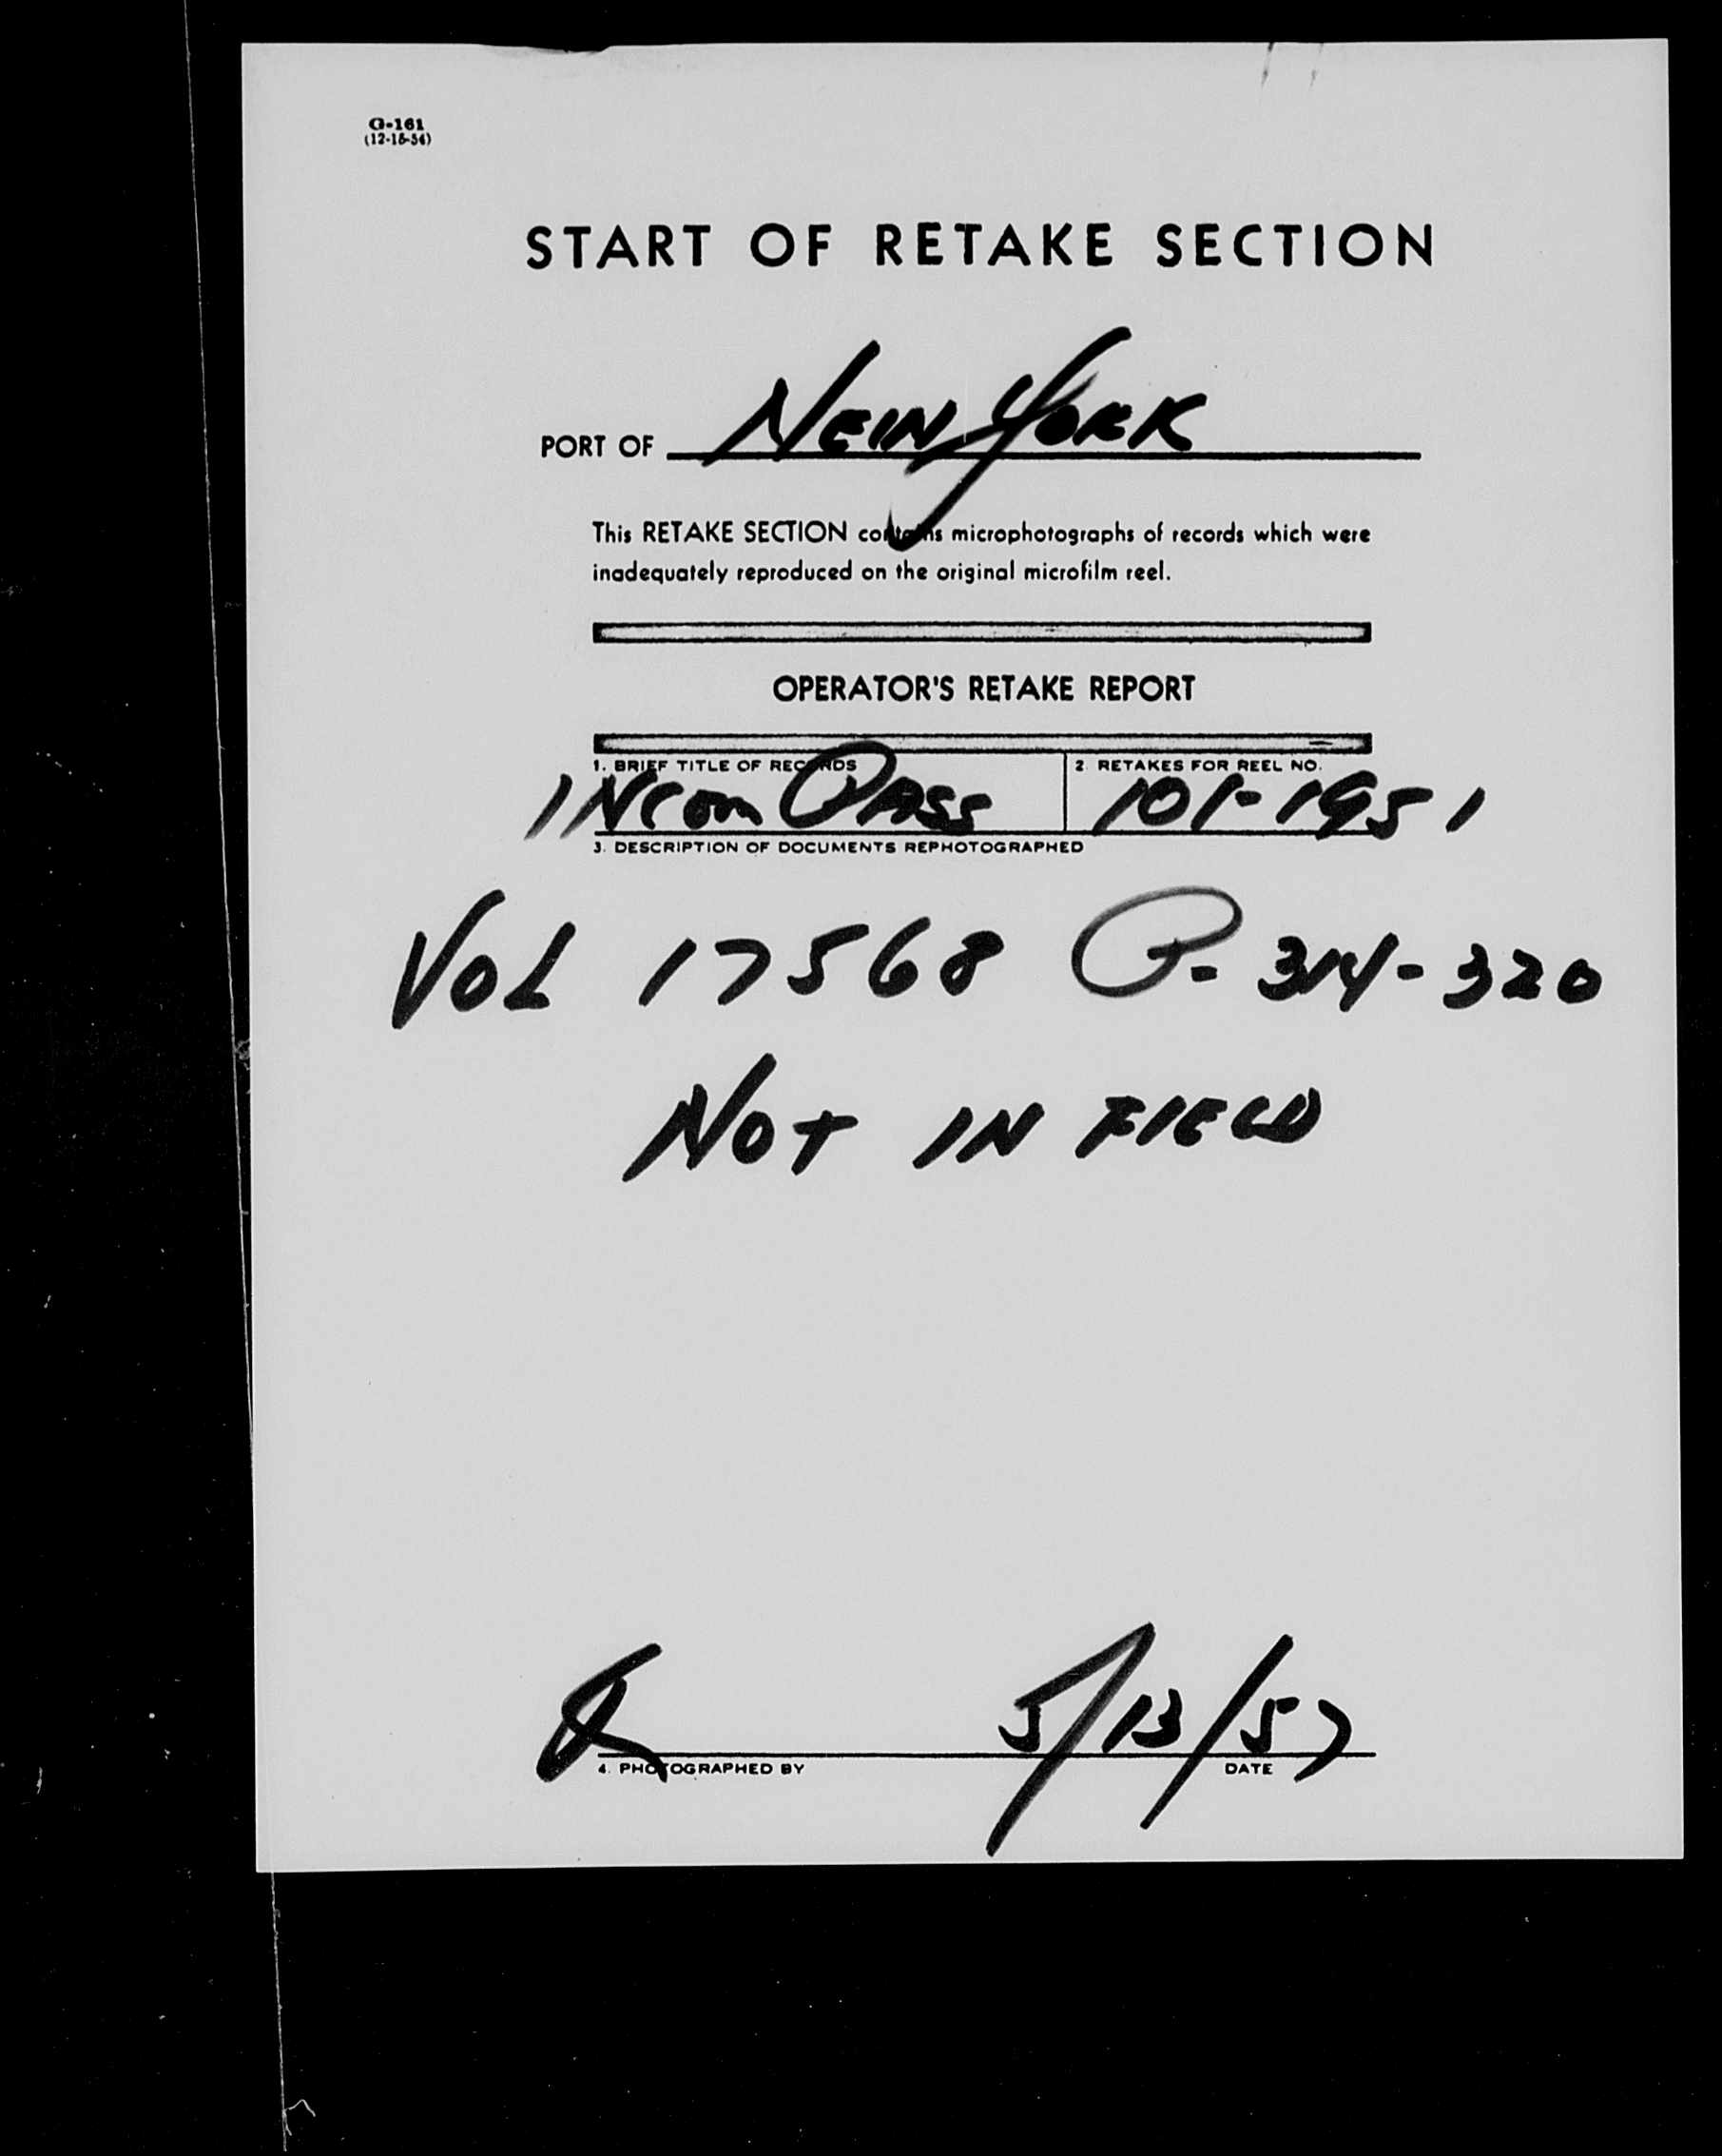 G-161
(12-15-54)
START OF RETAKE SECTION
PORT OF NEW YORK
This RETAKE SECTION contains microphotographs of records which were
inadequately reproduced on the original microfilm reel.
OPERATOR'S RETAKE REPORT
1. BRIEF TITLE OF RECORDS 2. RETAKES FOR REEL NO.
INCom PASS 101-1951
3. DESCRIPTION OF DOCUMENTS REPHOTOGRAPHED
VOL 17568 P. 314-320
NOT IN FIELD
5/13/57
4. PHOTOGRAPHED BY DATE